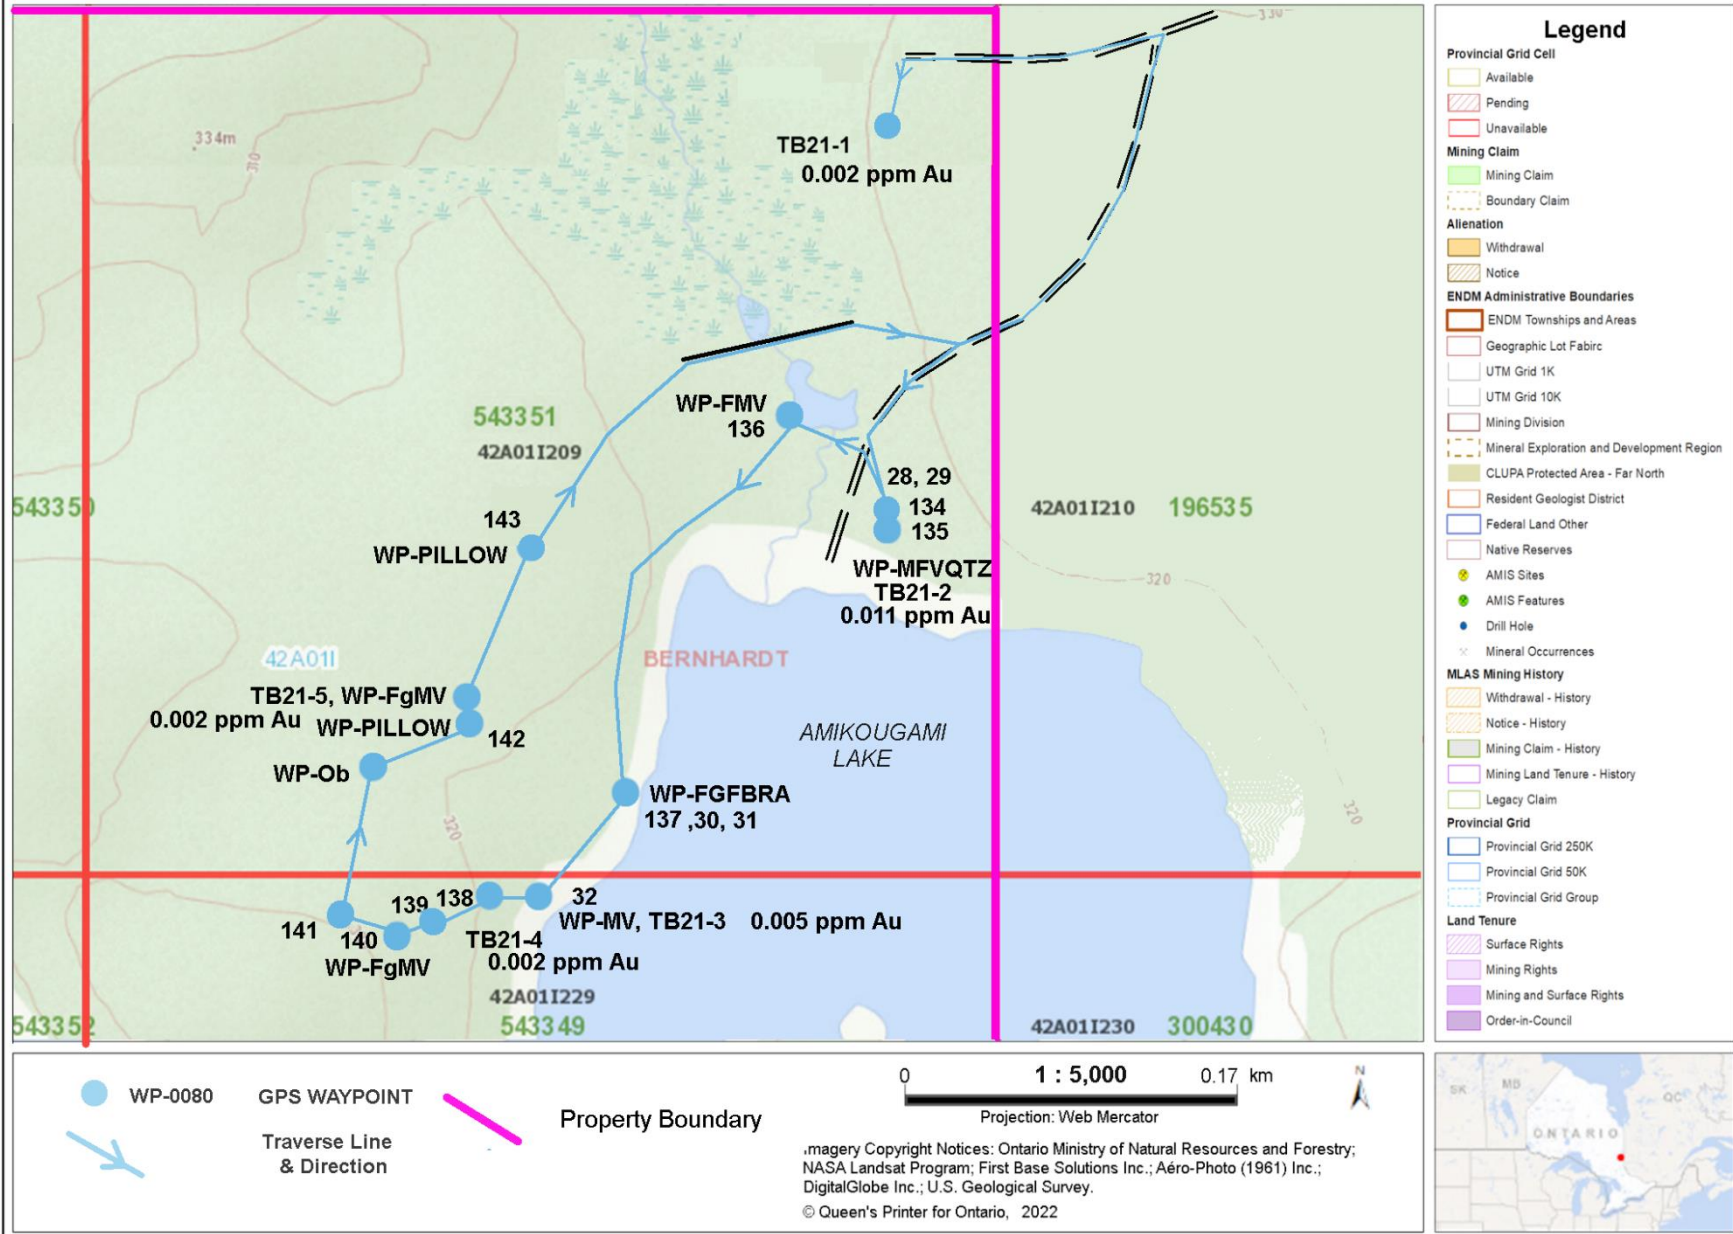 330
334m
310
TB21-1
0.002 ppm Au
WP-FMV
136
543351
42A01I209
28, 29
134
135
42A01I210
196535
543350
143
WP-PILLOW
WP-MFVQTZ
TB21-2
0.011 ppm Au
320
42A01I
BERNHARDT
TB21-5, WP-FgMV
0.002 ppm Au
WP-PILLOW
142
AMIKOUGAMI
LAKE
WP-Ob
WP-FGFBRA
137 ,30, 31
320
320
139
138
32
141
140
WP-MV, TB21-3 0.005 ppm Au
TB21-4
WP-FgMV
0.002 ppm Au
42A01I229
543352
543349
42A01I230
300430
Legend
Provincial Grid Cell
Available
Pending
Unavailable
Mining Claim
Mining Claim
Boundary Claim
Alienation
Withdrawal
Notice
ENDM Administrative Boundaries
ENDM Townships and Areas
Geographic Lot Fabirc
UTM Grid 1K
UTM Grid 10K
Mining Division
Mineral Exploration and Development Region
CLUPA Protected Area - Far North
Resident Geologist District
Federal Land Other
Native Reserves
AMIS Sites
AMIS Features
Drill Hole
Mineral Occurrences
MLAS Mining History
Withdrawal - History
Notice - History
Mining Claim - History
Mining Land Tenure - History
Legacy Claim
Provincial Grid
Provincial Grid 250K
Provincial Grid 50K
Provincial Grid Group
Land Tenure
Surface Rights
Mining Rights
Mining and Surface Rights
Order-in-Council
WP-0080 GPS WAYPOINT
Traverse Line
& Direction
Property Boundary
0 1 : 5,000 0.17 km
N
Projection: Web Mercator
Imagery Copyright Notices: Ontario Ministry of Natural Resources and Forestry;
NASA Landsat Program; First Base Solutions Inc.; Aéro-Photo (1961) Inc.;
DigitalGlobe Inc.; U.S. Geological Survey.
© Queen's Printer for Ontario, 2022
SK
MB
QC
ONTARIO